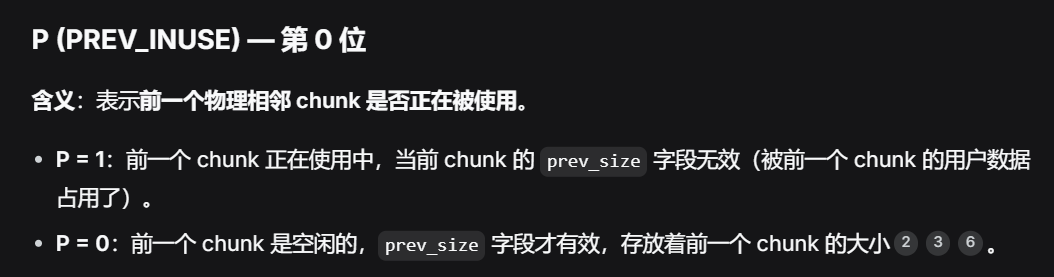 P (PREV_INUSE) — 第 0 位
含义：表示前一个物理相邻 chunk 是否正在被使用。
• P = 1：前一个 chunk 正在使用中，当前 chunk 的 prev_size 字段无效（被前一个 chunk 的用户数据
占用了）。
• P = 0：前一个 chunk 是空闲的，prev_size 字段才有效，存放着前一个 chunk 的大小 2 3 6 。